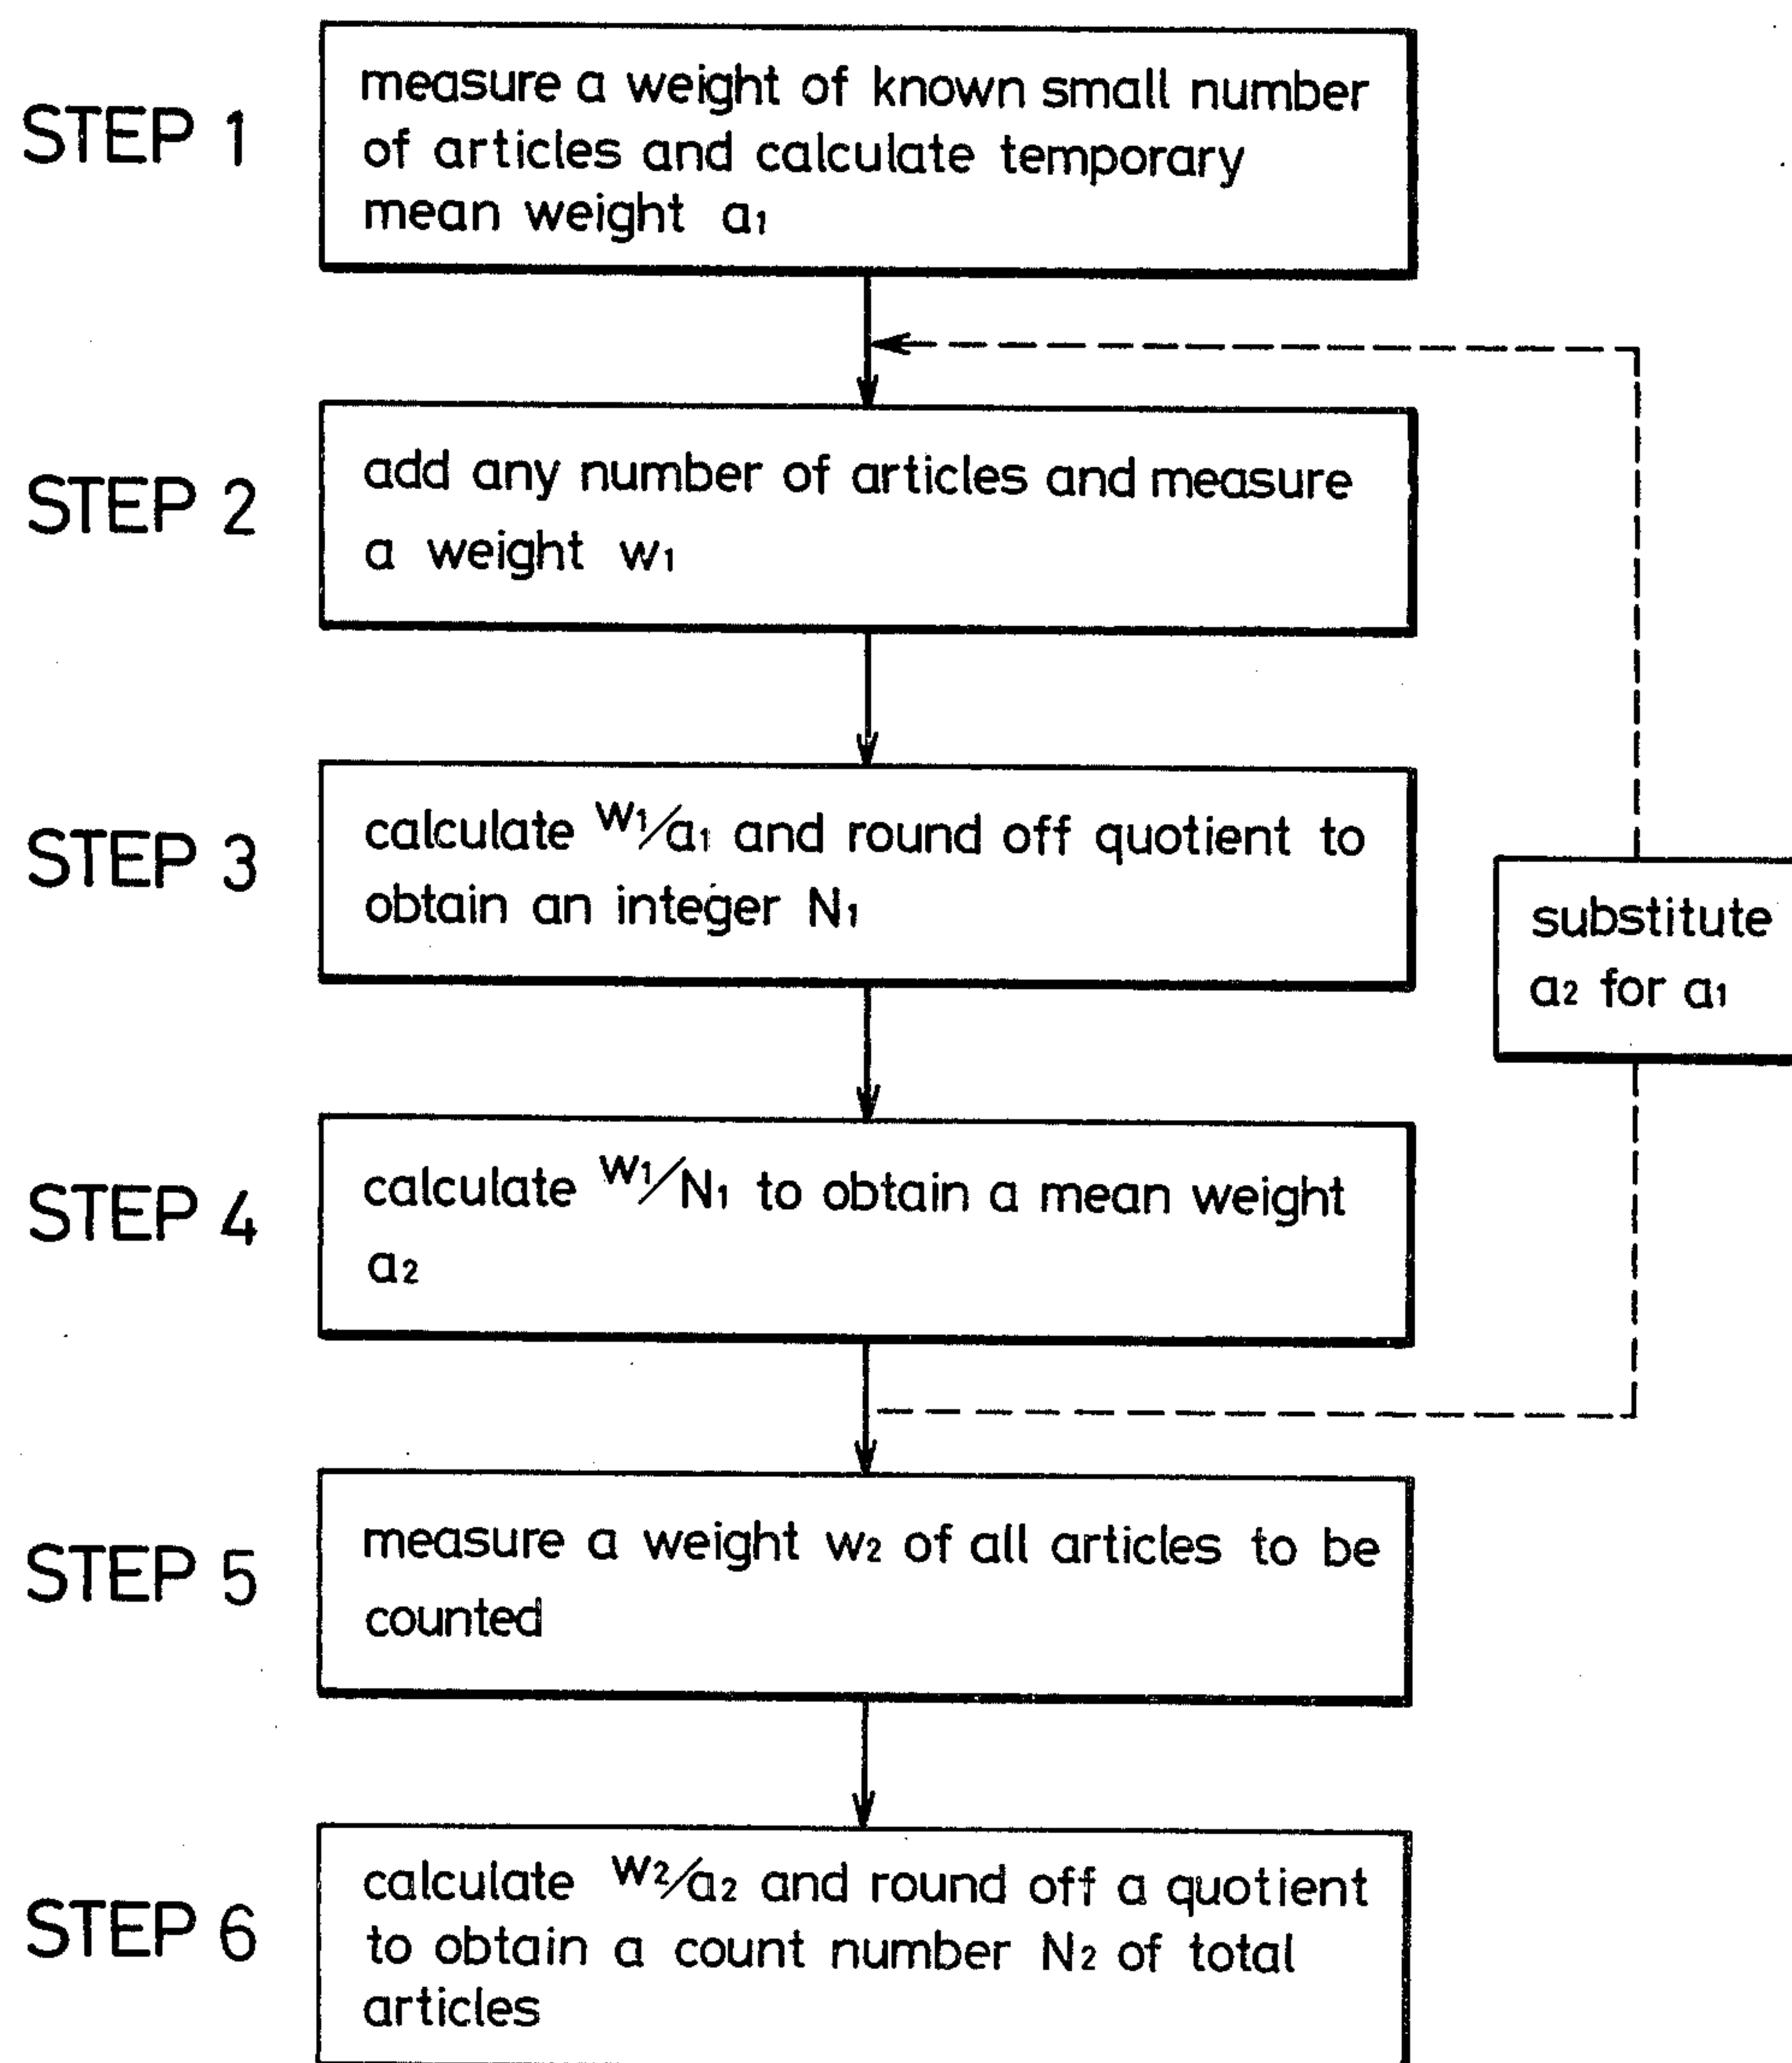 STEP 1
measure a weight of known small number
of articles and calculate temporary
mean weight a₁
STEP 2
add any number of articles and measure
a weight w₁
STEP 3
calculate W₁/a₁ and round off quotient to
obtain an integer N₁
substitute
a₂ for a₁
STEP 4
calculate W₁/N₁ to obtain a mean weight
a₂
STEP 5
measure a weight w₂ of all articles to be
counted
STEP 6
calculate W₂/a₂ and round off a quotient
to obtain a count number N₂ of total
articles